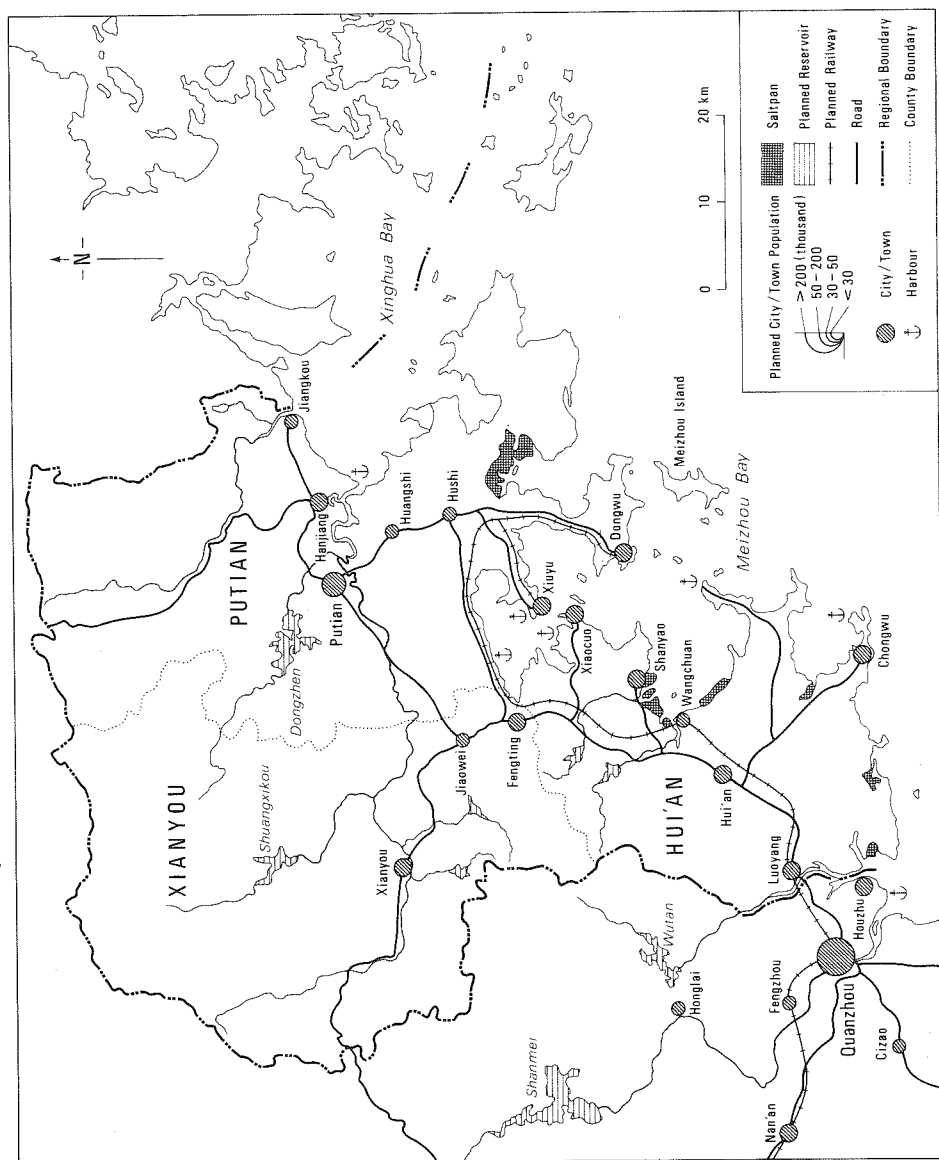 -N-
Xinghua Bay
Jiangkou
PUTIAN
Hanjiang
Putian
Huangshi
Hushi
Dongzhen
XIANYOU
Shuangxikou
Jiaowei
Xianyou
Fengting
Xiuyu
Dongwu
Meizhou Island
Xiaocuo
Meizhou Bay
Shanyao
Wangchuan
Chongwu
HUI'AN
Hui'an
Luoyang
Houzhu
Wutan
Honglai
Shanmei
Fengzhou
Quanzhou
Cizao
Nan'an
0 10 20 km
Planned City/Town Population
> 200 (thousand)
50 – 200
30 – 50
< 30
City/Town
Harbour
Saltpan
Planned Reservoir
Planned Railway
Road
Regional Boundary
County Boundary